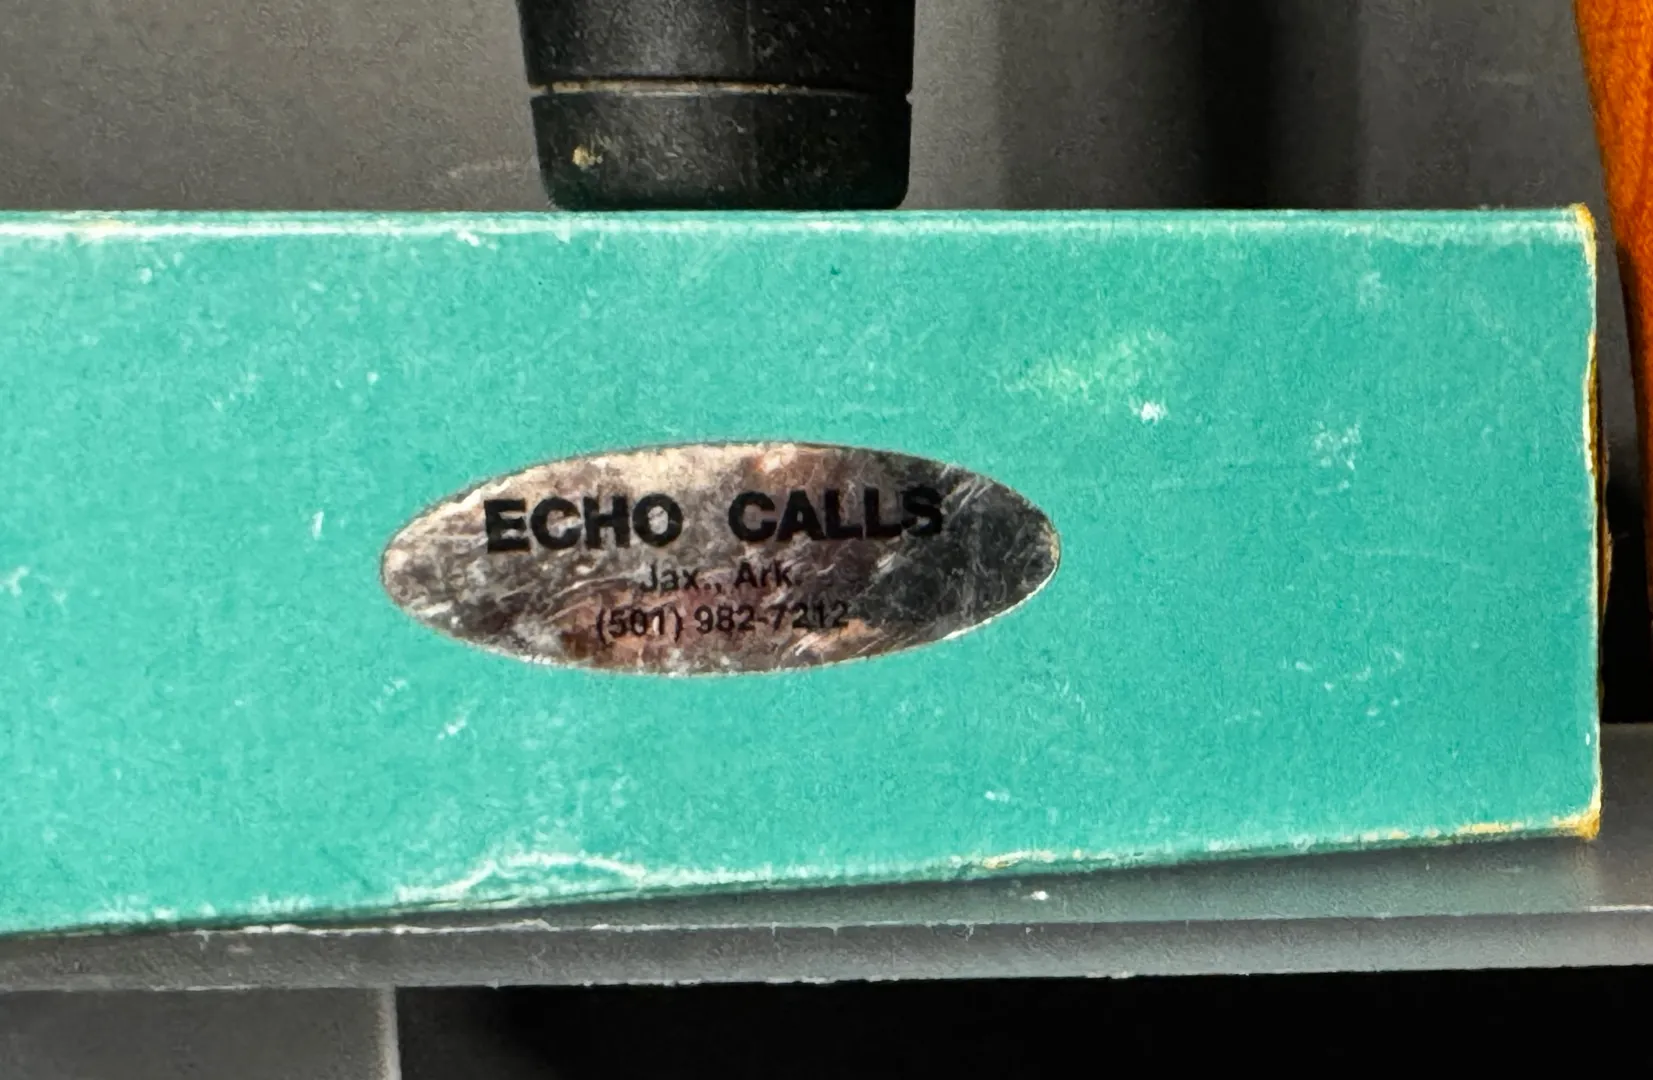 ECHO CALLS
Jax., Ark.
(501) 982-7212